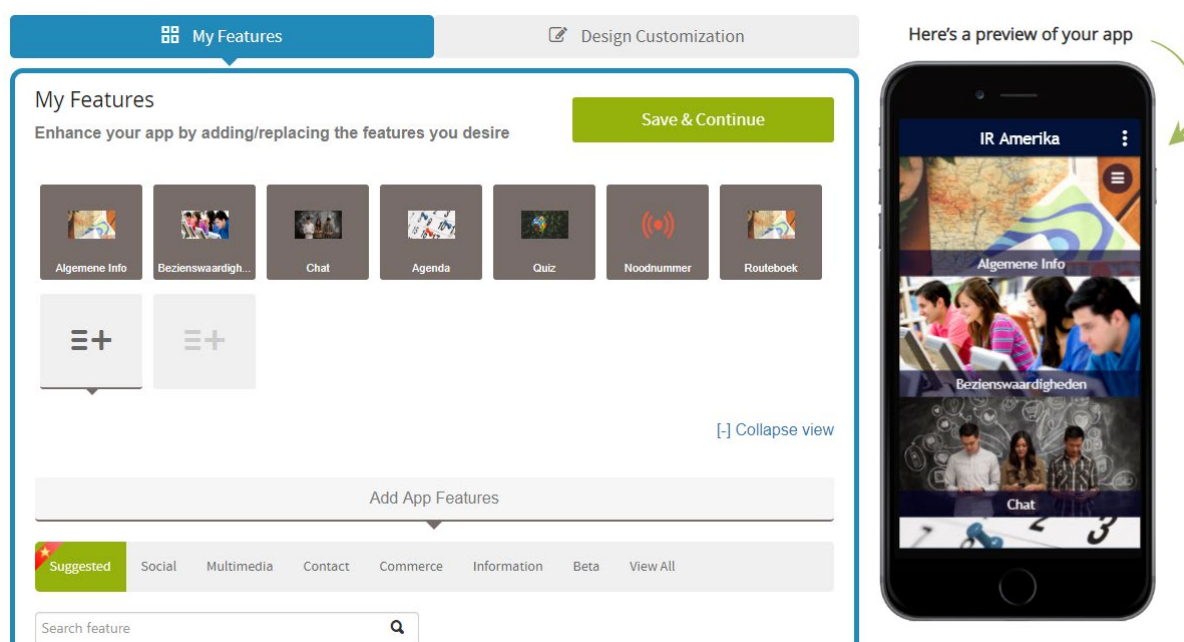 My Features
Design Customization
Here's a preview of your app
My Features
Enhance your app by adding/replacing the features you desire
Save & Continue
Algemene Info
Bezienswaardigh...
Chat
Agenda
Quiz
Noodnummer
Routeboek
[-] Collapse view
Add App Features
Suggested
Social
Multimedia
Contact
Commerce
Information
Beta
View All
Search feature
IR Amerika
Algemene Info
Bezienswaardigheden
Chat
2
3